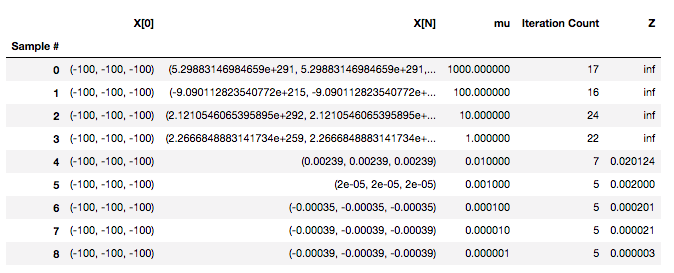 X[0] X[N] mu Iteration Count Z
Sample #
0 (-100, -100, -100) (5.29883146984659e+291, 5.29883146984659e+291,... 1000.000000 17 inf
1 (-100, -100, -100) (-9.090112823540772e+215, -9.090112823540772e+... 100.000000 16 inf
2 (-100, -100, -100) (2.1210546065395895e+292, 2.1210546065395895e+... 10.000000 24 inf
3 (-100, -100, -100) (2.2666848883141734e+259, 2.2666848883141734e+... 1.000000 22 inf
4 (-100, -100, -100) (0.00239, 0.00239, 0.00239) 0.010000 7 0.020124
5 (-100, -100, -100) (2e-05, 2e-05, 2e-05) 0.001000 5 0.002000
6 (-100, -100, -100) (-0.00035, -0.00035, -0.00035) 0.000100 5 0.000201
7 (-100, -100, -100) (-0.00039, -0.00039, -0.00039) 0.000010 5 0.000021
8 (-100, -100, -100) (-0.00039, -0.00039, -0.00039) 0.000001 5 0.000003